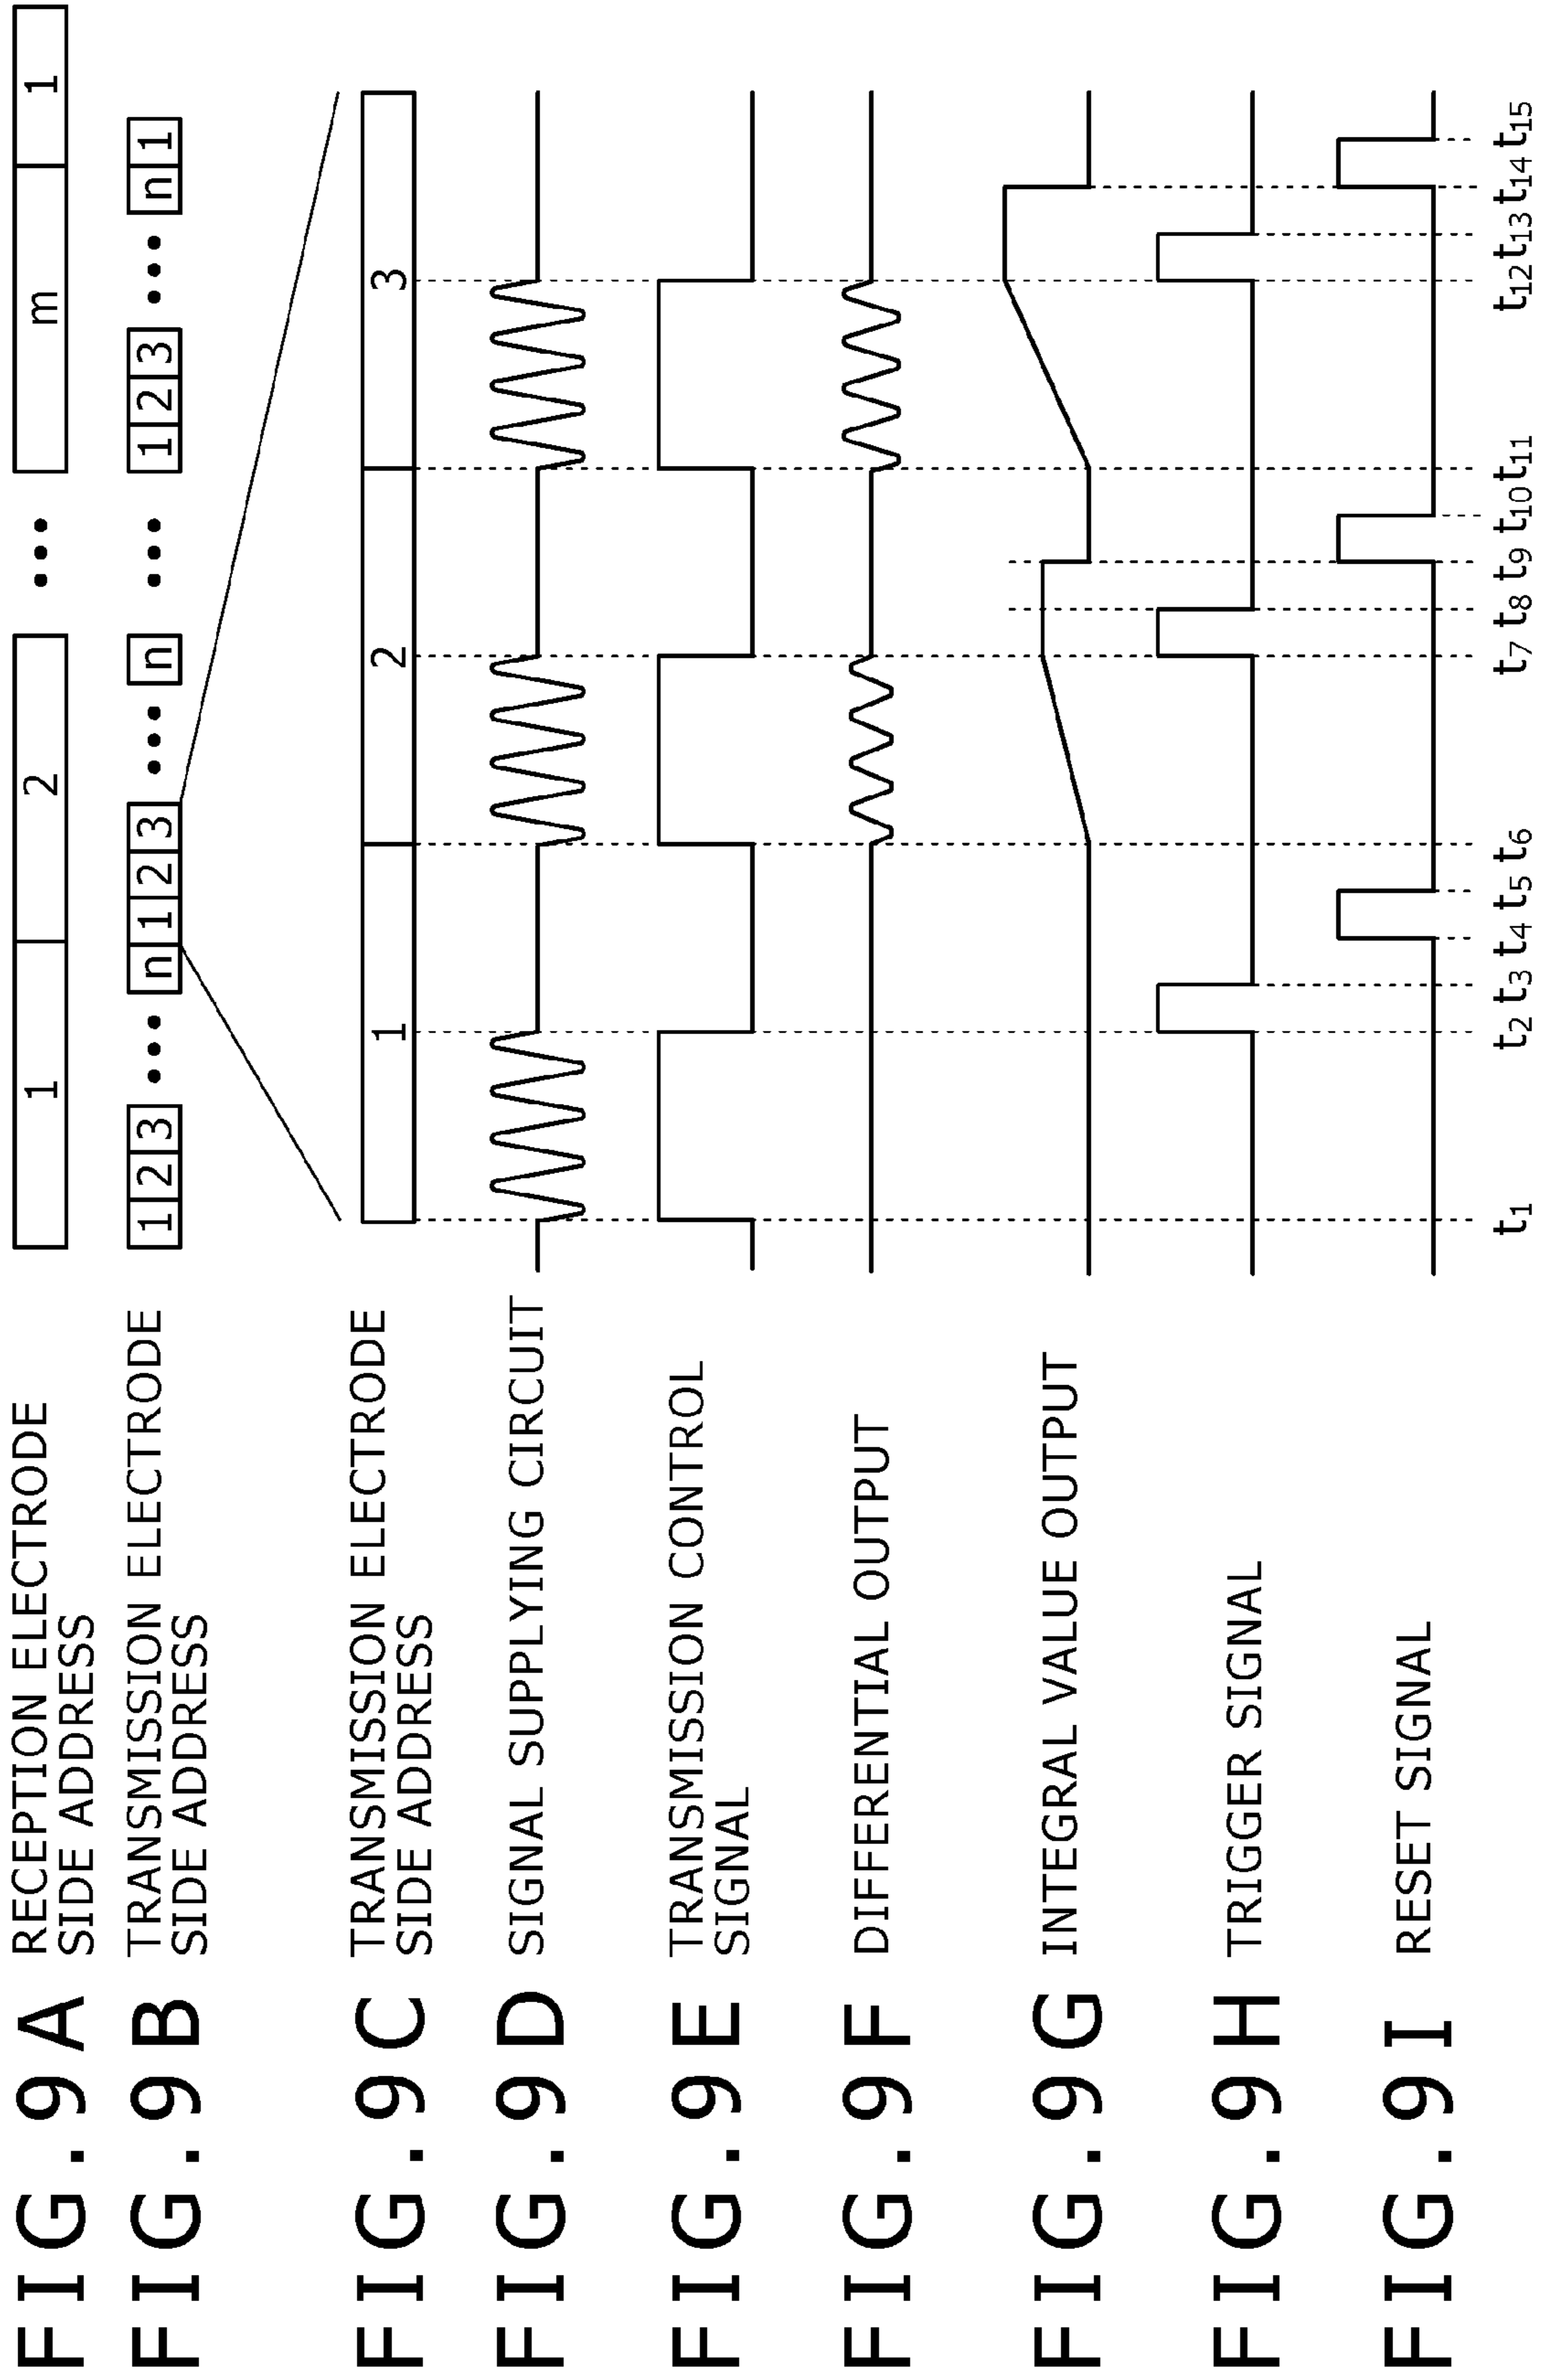 FIG.9A RECEPTION ELECTRODE SIDE ADDRESS 1 2 ••• m 1
FIG.9B TRANSMISSION ELECTRODE SIDE ADDRESS 1 2 3 ••• n 1 2 3 ••• n ••• 1 2 3 ••• n 1
FIG.9C TRANSMISSION ELECTRODE SIDE ADDRESS 1 2 3
FIG.9D SIGNAL SUPPLYING CIRCUIT
FIG.9E TRANSMISSION CONTROL SIGNAL
FIG.9F DIFFERENTIAL OUTPUT
FIG.9G INTEGRAL VALUE OUTPUT
FIG.9H TRIGGER SIGNAL
FIG.9I RESET SIGNAL
t1 t2 t3 t4 t5 t6 t7 t8 t9 t10 t11 t12 t13 t14 t15